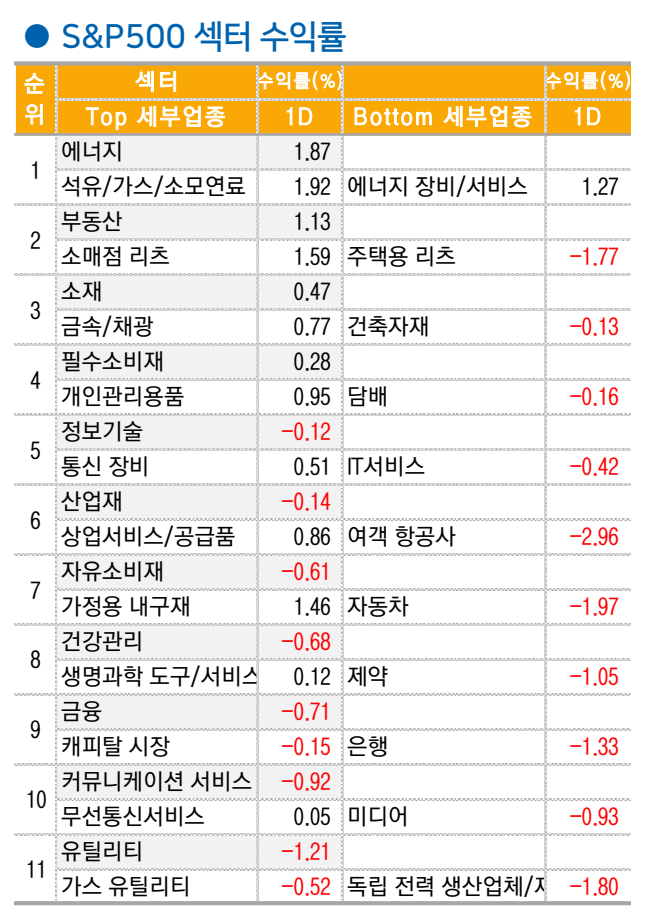 ● S&P500 섹터 수익률
순위 섹터 수익률(%) 수익률(%)
Top 세부업종 1D Bottom 세부업종 1D
1 에너지 1.87
석유/가스/소모연료 1.92 에너지 장비/서비스 1.27
2 부동산 1.13
소매점 리츠 1.59 주택용 리츠 -1.77
3 소재 0.47
금속/채광 0.77 건축자재 -0.13
4 필수소비재 0.28
개인관리용품 0.95 담배 -0.16
5 정보기술 -0.12
통신 장비 0.51 IT서비스 -0.42
6 산업재 -0.14
상업서비스/공급품 0.86 여객 항공사 -2.96
7 자유소비재 -0.61
가정용 내구재 1.46 자동차 -1.97
8 건강관리 -0.68
생명과학 도구/서비스 0.12 제약 -1.05
9 금융 -0.71
캐피탈 시장 -0.15 은행 -1.33
10 커뮤니케이션 서비스 -0.92
무선통신서비스 0.05 미디어 -0.93
11 유틸리티 -1.21
가스 유틸리티 -0.52 독립 전력 생산업체/ -1.80